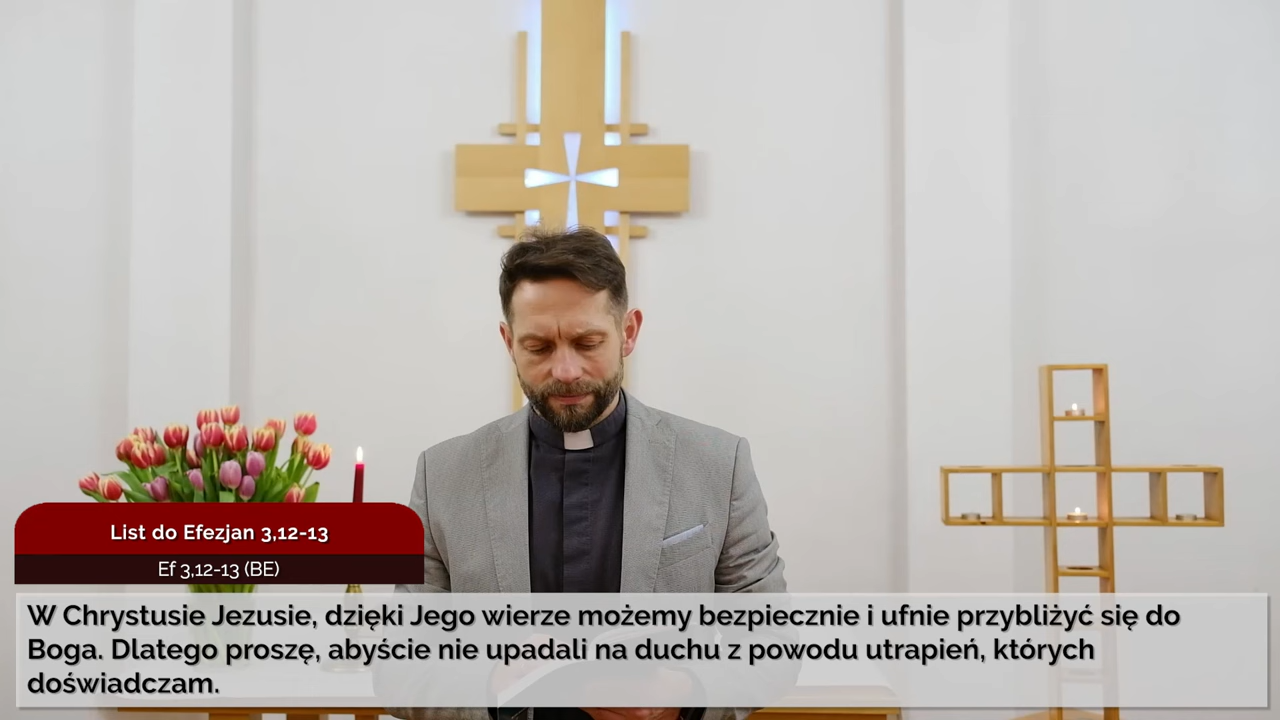 List do Efezjan 3,12-13
Ef 3,12-13 (BE)
W Chrystusie Jezusie, dzięki Jego wierze możemy bezpiecznie i ufnie przybliżyć się do
Boga. Dlatego proszę, abyście nie upadali na duchu z powodu utrapień, których
doświadczam.